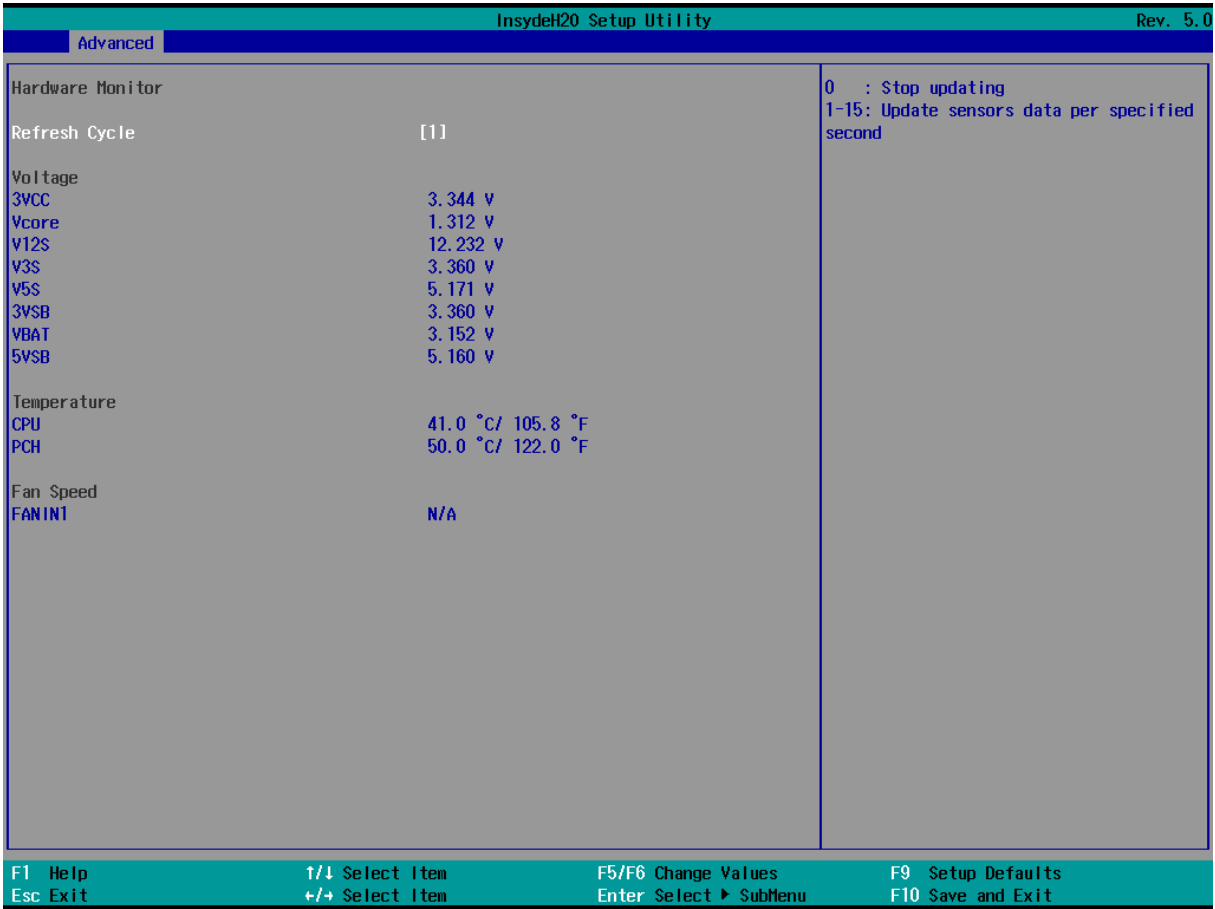 InsydeH20 Setup Utility Rev. 5.0
Advanced
Hardware Monitor
Refresh Cycle [1]
Voltage
3VCC 3.344 V
Vcore 1.312 V
V12S 12.232 V
V3S 3.360 V
V5S 5.171 V
3VSB 3.360 V
VBAT 3.152 V
5VSB 5.160 V
Temperature
CPU 41.0 °C/ 105.8 °F
PCH 50.0 °C/ 122.0 °F
Fan Speed
FANIN1 N/A
0 : Stop updating
1-15: Update sensors data per specified
second
F1 Help ↑/↓ Select Item F5/F6 Change Values F9 Setup Defaults
Esc Exit ←/→ Select Item Enter Select ▶ SubMenu F10 Save and Exit